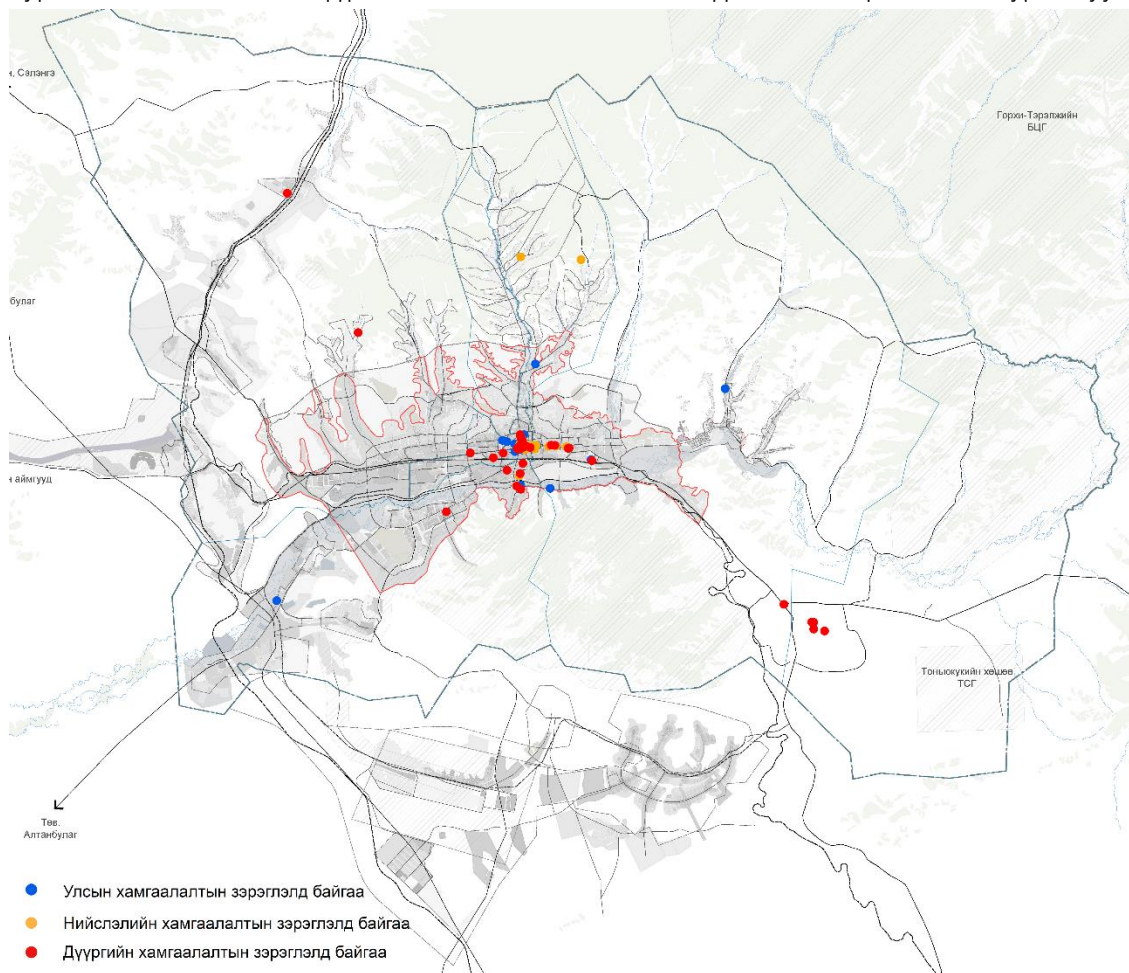 н, Сэлэнгэ
Горхи-Тэрэлжийн
БЦГ
булаг
н аймгууд
Тоньюкукийн хөшөө
ТСГ
Төв.
Алтанбулаг
Улсын хамгаалалтын зэрэглэлд байгаа
Нийслэлийн хамгаалалтын зэрэглэлд байгаа
Дүүргийн хамгаалалтын зэрэглэлд байгаа